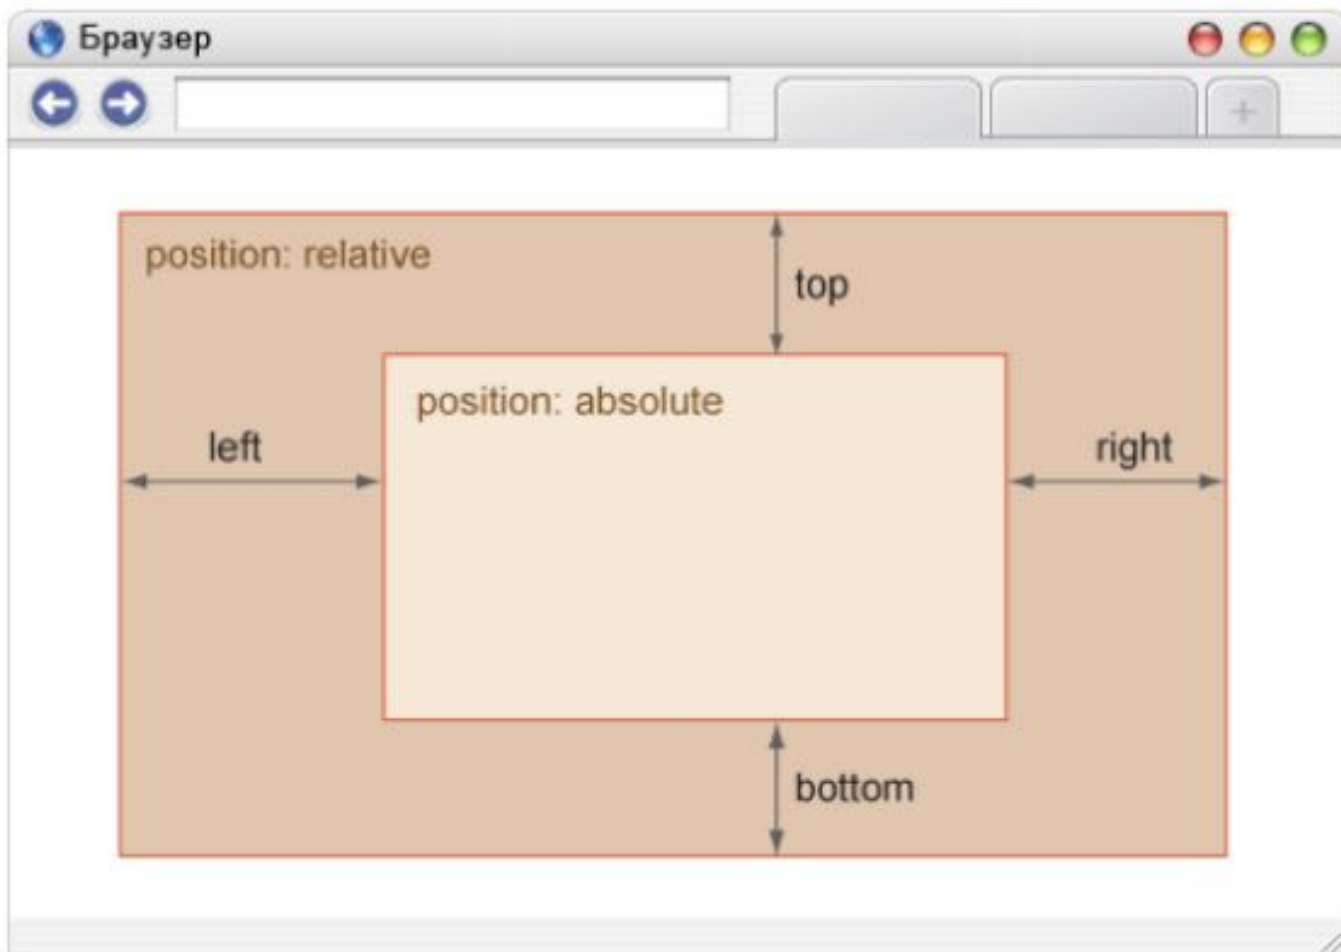 Браузер
+
position: relative
top
position: absolute
left
right
bottom